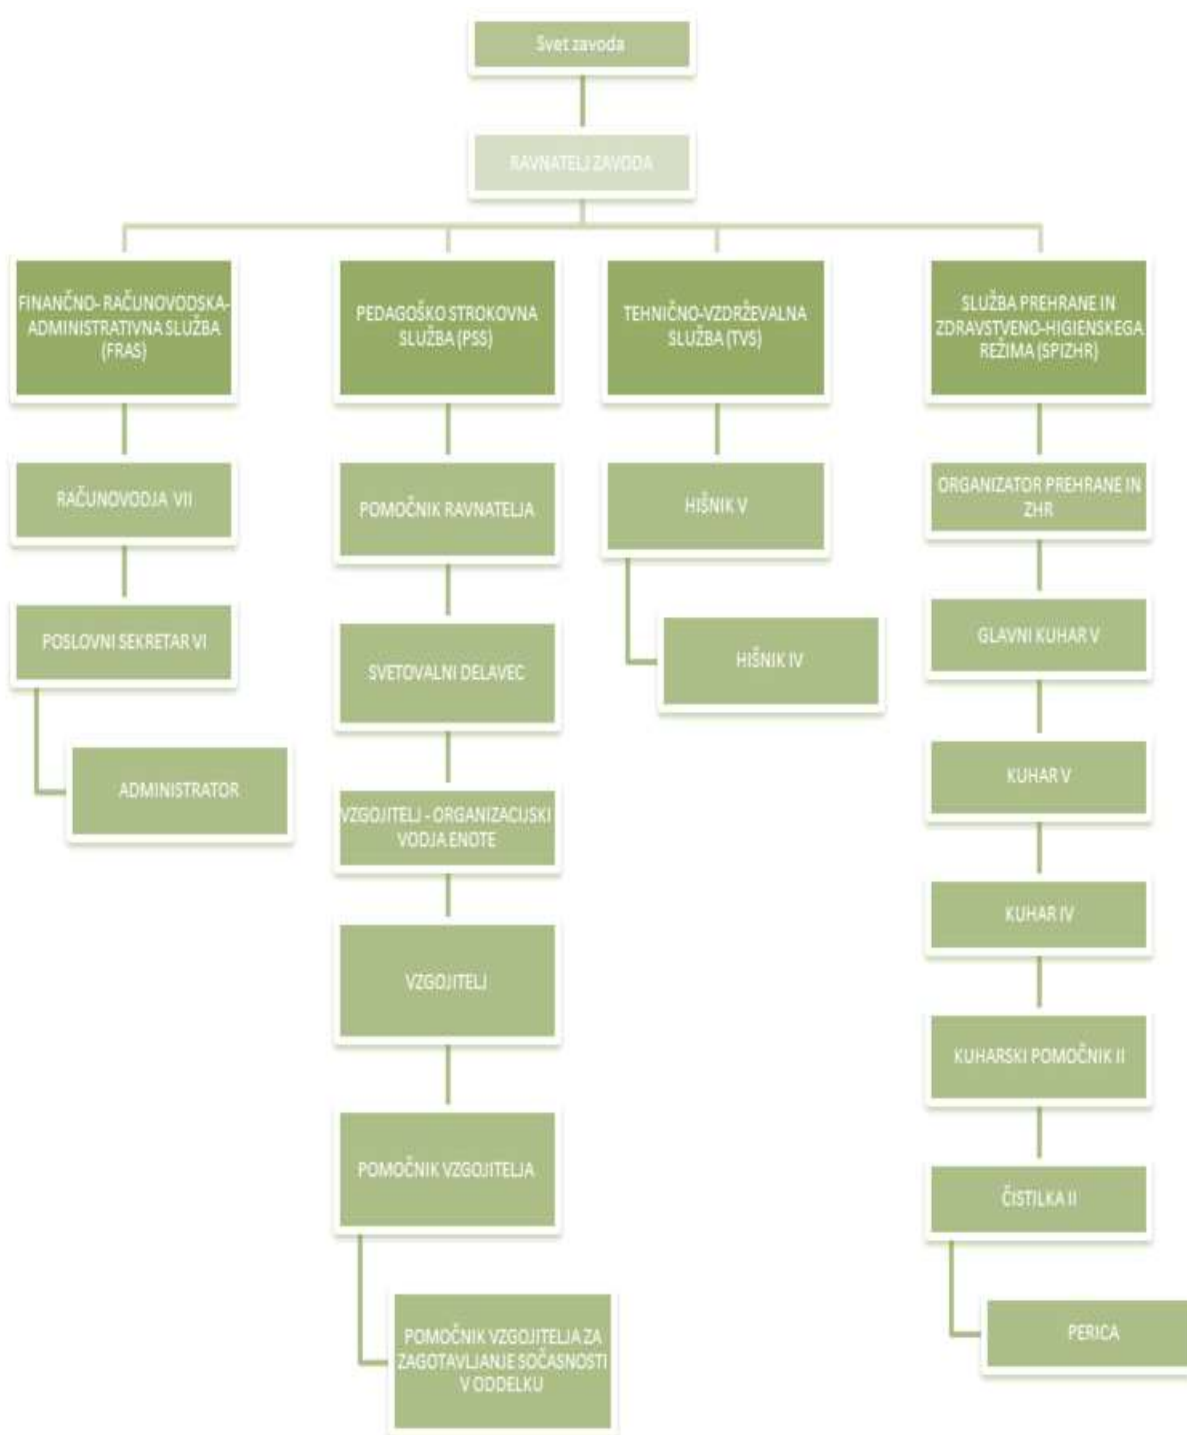 Svet zavoda
RAVNATELJ ZAVODA
FINANČNO- RAČUNOVODSKA-
ADMINISTRATIVNA SLUŽBA
(FRAS)
RAČUNOVODJA VII
POSLOVNI SEKRETAR VI
ADMINISTRATOR
PEDAGOŠKO STROKOVNA
SLUŽBA (PSS)
POMOČNIK RAVNATELJA
SVETOVALNI DELAVEC
VZGOJITELJ - ORGANIZACIJSKI
VODJA ENOTE
VZGOJITELJ
POMOČNIK VZGOJITELJA
POMOČNIK VZGOJITELJA ZA
ZAGOTAVLJANJE SOČASNOSTI
V ODDELKU
TEHNIČNO-VZDRŽEVALNA
SLUŽBA (TVS)
HIŠNIK V
HIŠNIK IV
SLUŽBA PREHRANE IN
ZDRAVSTVENO-HIGIENSKEGA
REŽIMA (SPIZHR)
ORGANIZATOR PREHRANE IN
ZHR
GLAVNI KUHAR V
KUHAR V
KUHAR IV
KUHARSKI POMOČNIK II
ČISTILKA II
PERICA